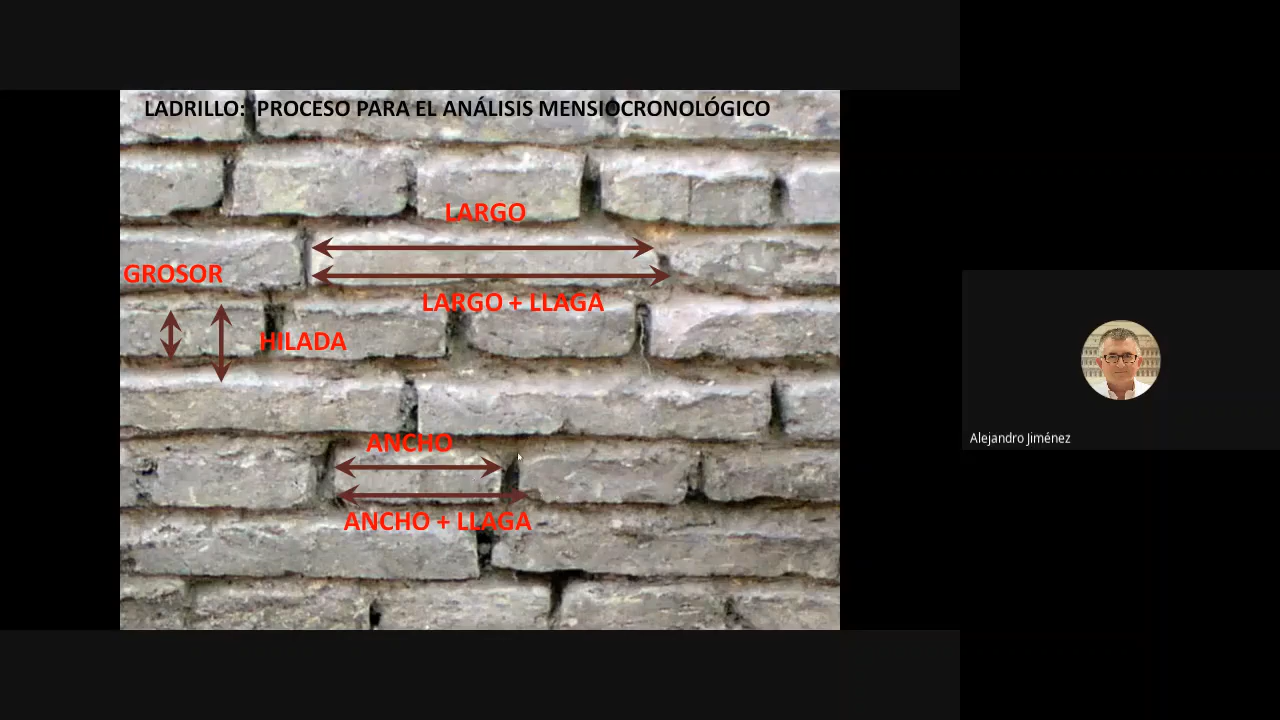 LADRILLO: PROCESO PARA EL ANÁLISIS MENSIOCRONOLÓGICO
LARGO
GROSOR
LARGO + LLAGA
HILADA
ANCHO
ANCHO + LLAGA
Alejandro Jiménez